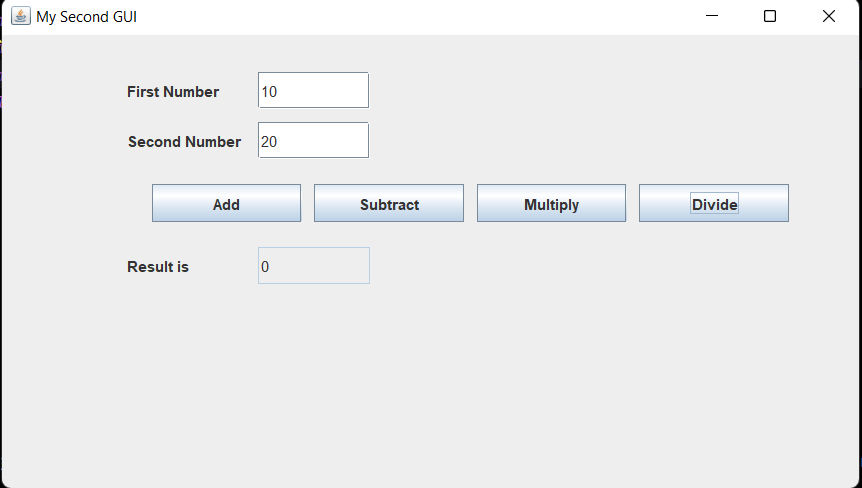 My Second GUI
First Number 10
Second Number 20
Add Subtract Multiply Divide
Result is 0